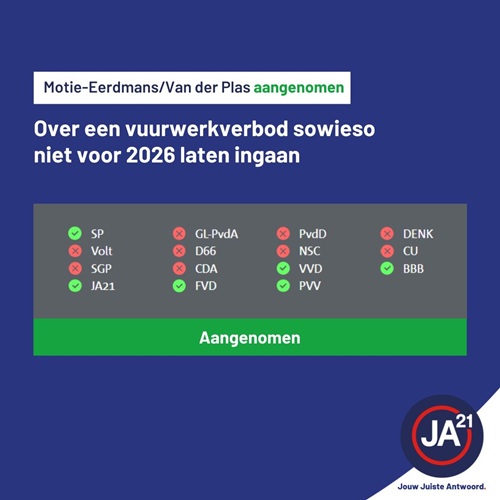 Motie-Eerdmans/Van der Plas aangenomen
Over een vuurwerkverbod sowieso
niet voor 2026 laten ingaan
SP GL-PvdA PvdD DENK
Volt D66 NSC CU
SGP CDA VVD BBB
JA21 FVD PVV
Aangenomen
JA21
Jouw Juiste Antwoord.